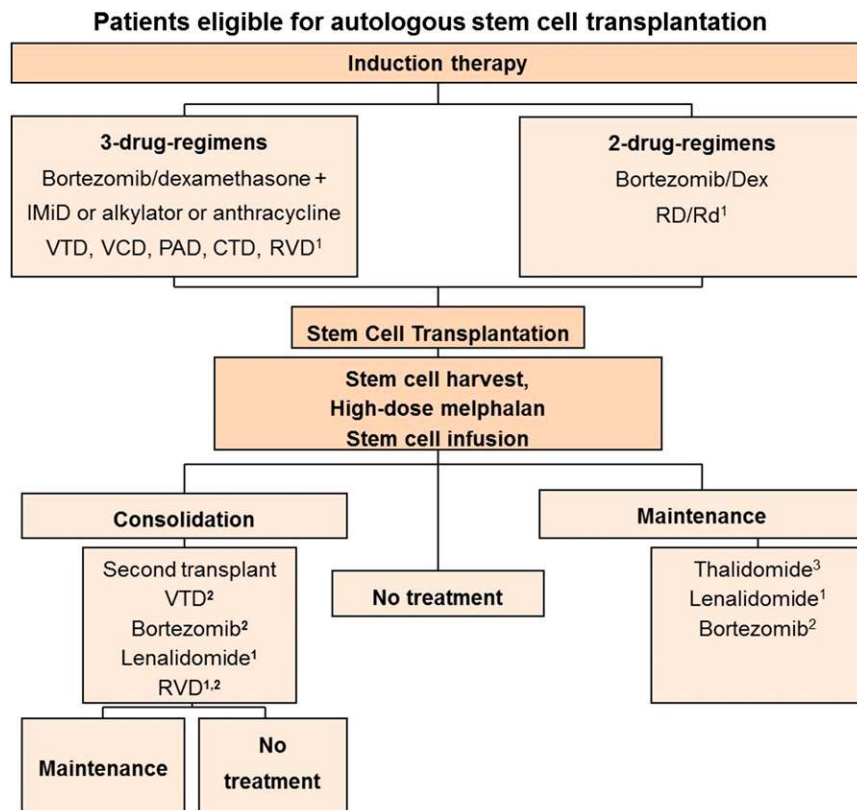 Patients eligible for autologous stem cell transplantation
Induction therapy
3-drug-regimens
Bortezomib/dexamethasone +
IMiD or alkylator or anthracycline
VTD, VCD, PAD, CTD, RVD¹
2-drug-regimens
Bortezomib/Dex
RD/Rd¹
Stem Cell Transplantation
Stem cell harvest,
High-dose melphalan
Stem cell infusion
Consolidation
Second transplant
VTD²
Bortezomib²
Lenalidomide¹
RVD¹,²
Maintenance
No
treatment
No treatment
Maintenance
Thalidomide³
Lenalidomide¹
Bortezomib²